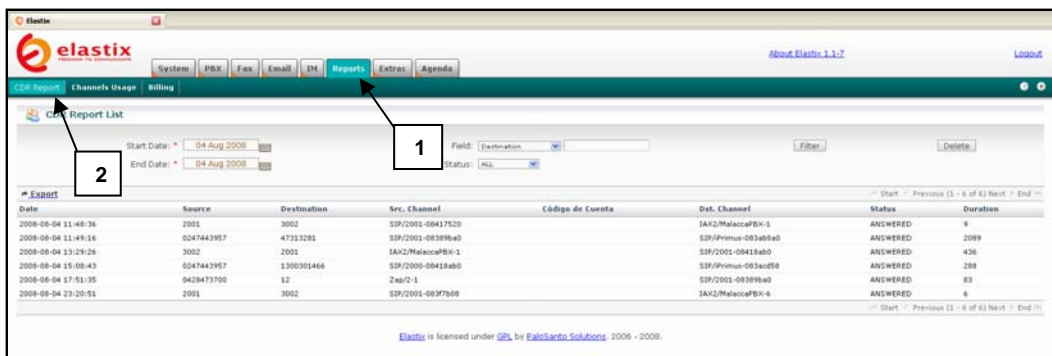 Elastix
elastix
FREEDOM TO COMMUNICATE
About Elastix 1.1-7
Logout
System PBX Fax Email IM Reports Extras Agenda
CDR Report Channels Usage Billing
CDR Report List
Start Date: * 04 Aug 2008
Field: Destination
Filter
Delete
End Date: * 04 Aug 2008
Status: ALL
1
2
Export
Start Previous (1 - 6 of 6) Next End
Date Source Destination Src. Channel Código de Cuenta Dst. Channel Status Duration
2008-08-04 11:48:36 2001 3002 SIP/2001-08417520 IAX2/MalaccaPBX-1 ANSWERED 9
2008-08-04 11:49:16 0247443957 47313281 SIP/2001-08389ba0 SIP/iPrimus-083ab8a0 ANSWERED 2089
2008-08-04 13:29:26 3002 2001 IAX2/MalaccaPBX-1 SIP/2001-08418ab0 ANSWERED 436
2008-08-04 15:08:43 0247443957 1300301466 SIP/2000-08418ab0 SIP/iPrimus-083acd58 ANSWERED 288
2008-08-04 17:51:35 0428473700 12 Zap/2-1 SIP/2001-08389ba0 ANSWERED 83
2008-08-04 23:20:51 2001 3002 SIP/2001-083f7b08 IAX2/MalaccaPBX-6 ANSWERED 6
Start Previous (1 - 6 of 6) Next End
Elastix is licensed under GPL by PaloSanto Solutions. 2006 - 2008.